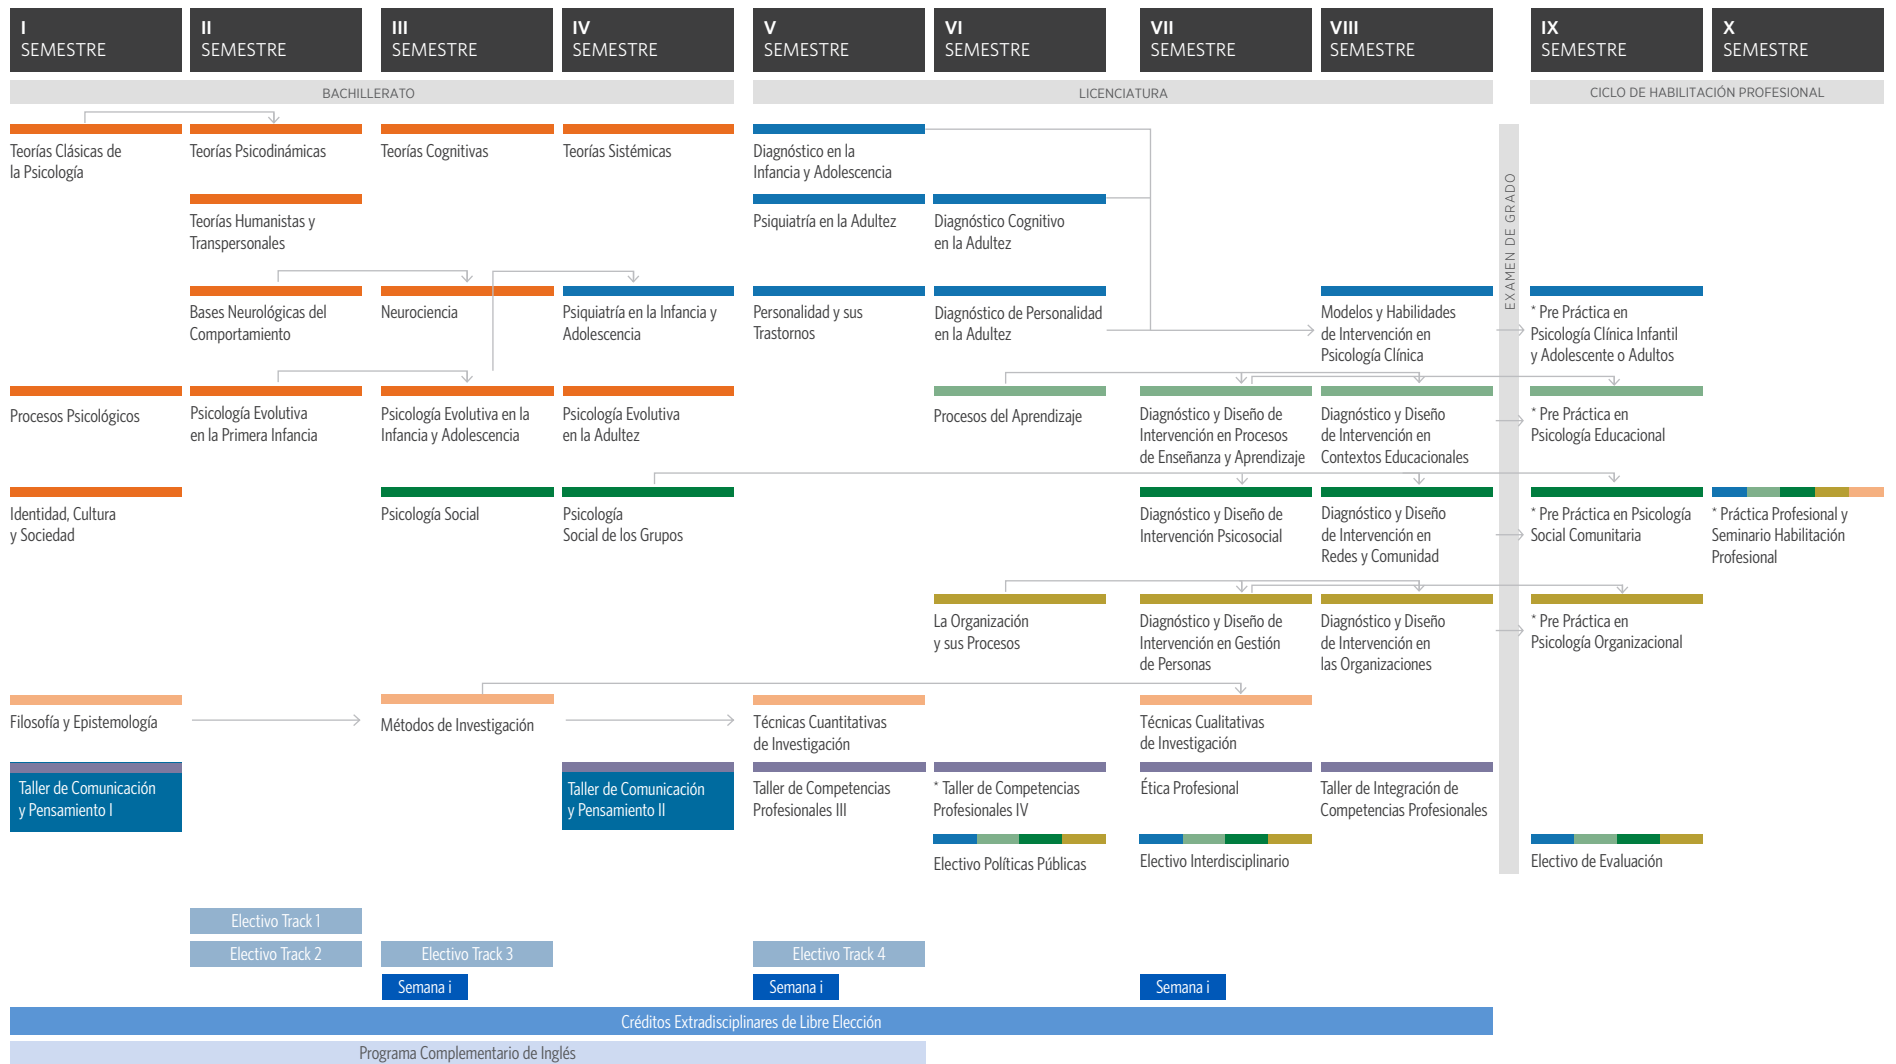 I
SEMESTRE
II
SEMESTRE
III
SEMESTRE
IV
SEMESTRE
V
SEMESTRE
VI
SEMESTRE
VII
SEMESTRE
VIII
SEMESTRE
IX
SEMESTRE
X
SEMESTRE
BACHILLERATO
LICENCIATURA
CICLO DE HABILITACIÓN PROFESIONAL
Teorías Clásicas de
la Psicología
Teorías Psicodinámicas
Teorías Cognitivas
Teorías Sistémicas
Diagnóstico en la
Infancia y Adolescencia
Teorías Humanistas y
Transpersonales
Psiquiatría en la Adultez
Diagnóstico Cognitivo
en la Adultez
EXAMEN DE GRADO
Bases Neurológicas del
Comportamiento
Neurociencia
Psiquiatría en la Infancia y
Adolescencia
Personalidad y sus
Trastornos
Diagnóstico de Personalidad
en la Adultez
Modelos y Habilidades
de Intervención en
Psicología Clínica
* Pre Práctica en
Psicología Clínica Infantil
y Adolescente o Adultos
Procesos Psicológicos
Psicología Evolutiva
en la Primera Infancia
Psicología Evolutiva en la
Infancia y Adolescencia
Psicología Evolutiva
en la Adultez
Procesos del Aprendizaje
Diagnóstico y Diseño de
Intervención en Procesos
de Enseñanza y Aprendizaje
Diagnóstico y Diseño
de Intervención en
Contextos Educacionales
* Pre Práctica en
Psicología Educacional
Identidad, Cultura
y Sociedad
Psicología Social
Psicología
Social de los Grupos
Diagnóstico y Diseño de
Intervención Psicosocial
Diagnóstico y Diseño
de Intervención en
Redes y Comunidad
* Pre Práctica en Psicología
Social Comunitaria
* Práctica Profesional y
Seminario Habilitación
Profesional
La Organización
y sus Procesos
Diagnóstico y Diseño de
Intervención en Gestión
de Personas
Diagnóstico y Diseño
de Intervención en
las Organizaciones
* Pre Práctica en
Psicología Organizacional
Filosofía y Epistemología
Métodos de Investigación
Técnicas Cuantitativas
de Investigación
Técnicas Cualitativas
de Investigación
Taller de Comunicación
y Pensamiento I
Taller de Comunicación
y Pensamiento II
Taller de Competencias
Profesionales III
* Taller de Competencias
Profesionales IV
Ética Profesional
Taller de Integración de
Competencias Profesionales
Electivo Políticas Públicas
Electivo Interdisciplinario
Electivo de Evaluación
Electivo Track 1
Electivo Track 2
Electivo Track 3
Electivo Track 4
Semana i
Semana i
Semana i
Créditos Extradisciplinares de Libre Elección
Programa Complementario de Inglés